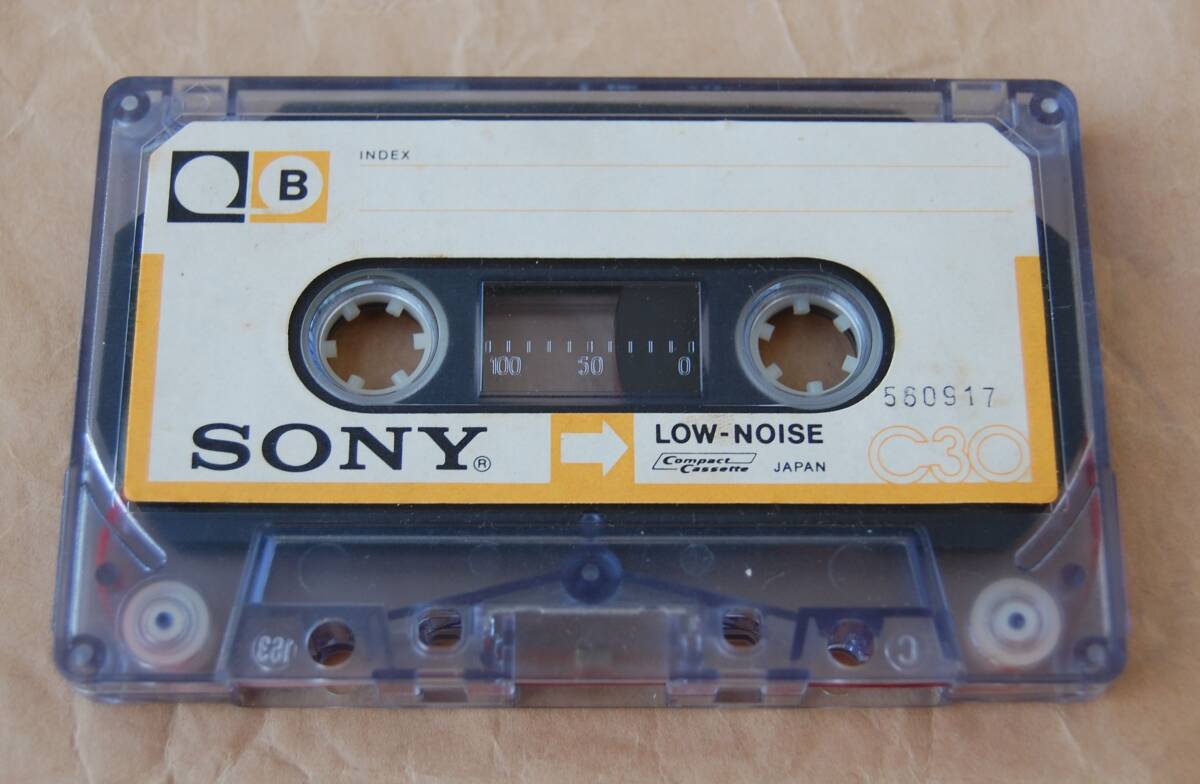 B
INDEX
100 50 0
560917
SONY®
LOW-NOISE
Compact Cassette
JAPAN
C30